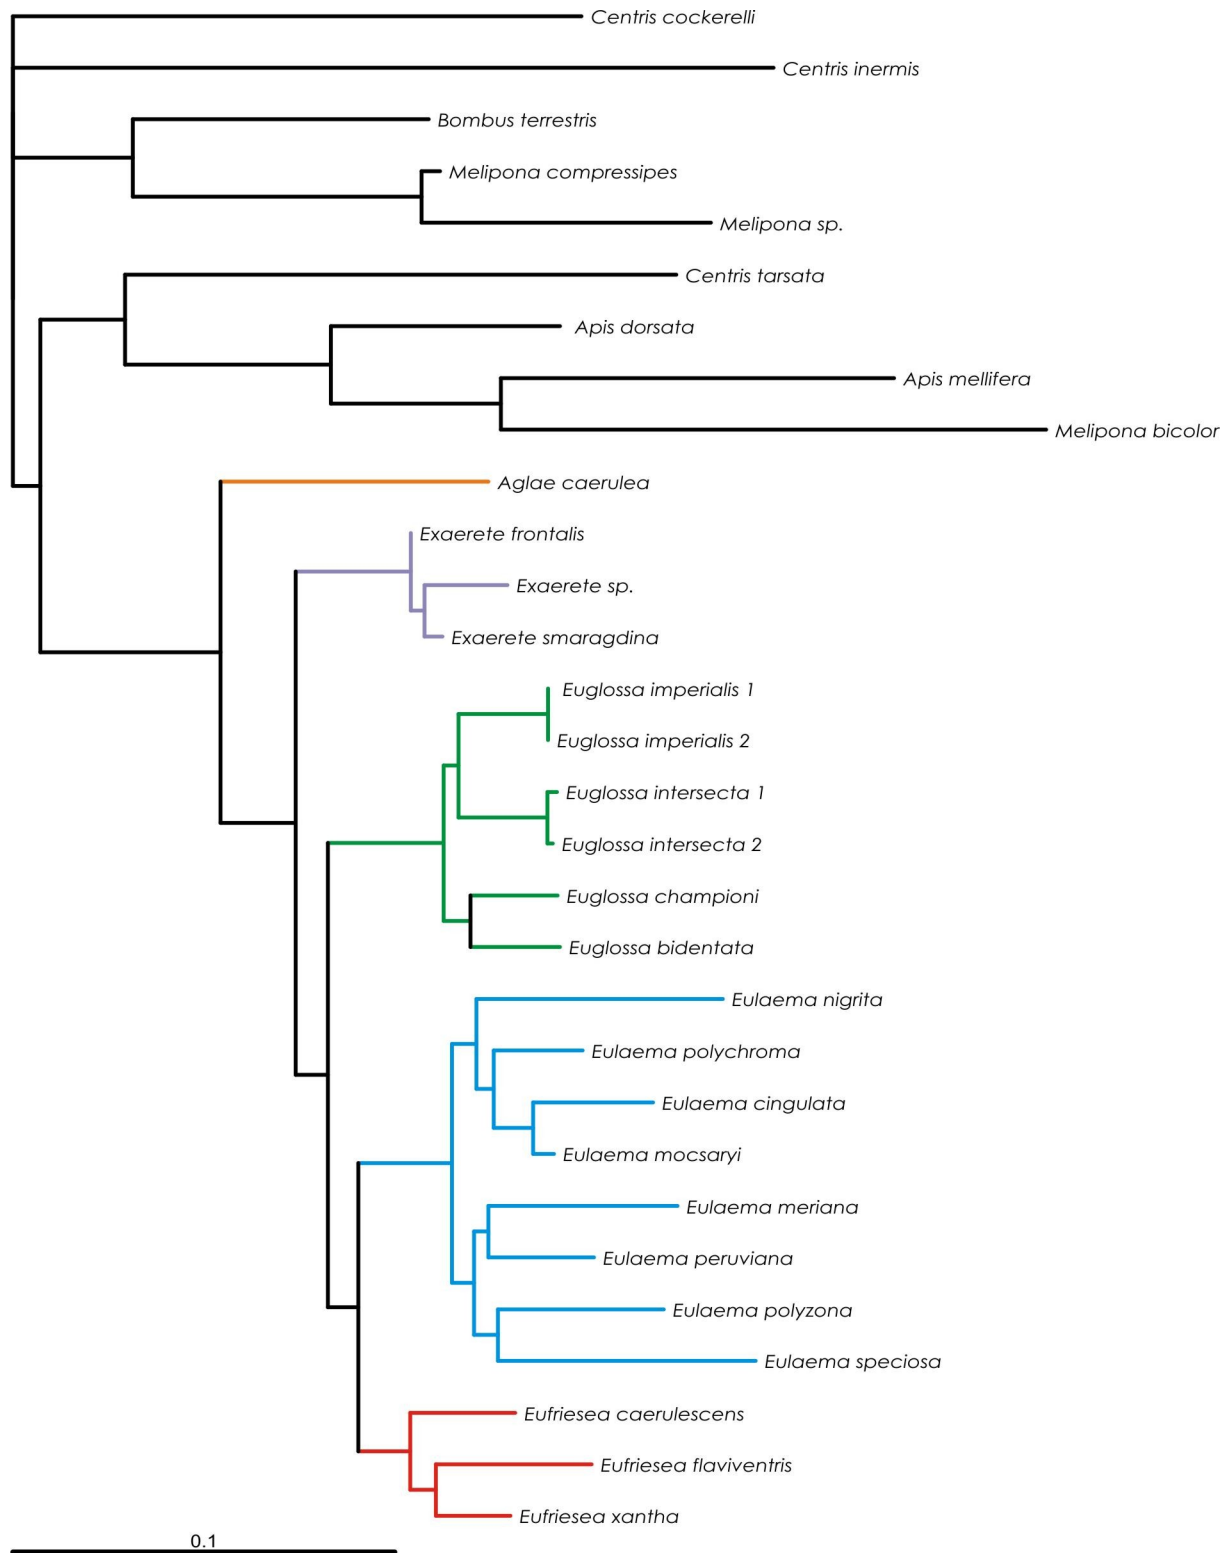 Centris cockerelli
Centris inermis
Bombus terrestris
Melipona compressipes
Melipona sp.
Centris tarsata
Apis dorsata
Apis mellifera
Melipona bicolor
Aglae caerulea
Exaerete frontalis
Exaerete sp.
Exaerete smaragdina
Euglossa imperialis 1
Euglossa imperialis 2
Euglossa intersecta 1
Euglossa intersecta 2
Euglossa championi
Euglossa bidentata
Eulaema nigrita
Eulaema polychroma
Eulaema cingulata
Eulaema mocsaryi
Eulaema meriana
Eulaema peruviana
Eulaema polyzona
Eulaema speciosa
Eufriesea caerulescens
Eufriesea flaviventris
Eufriesea xantha
0.1